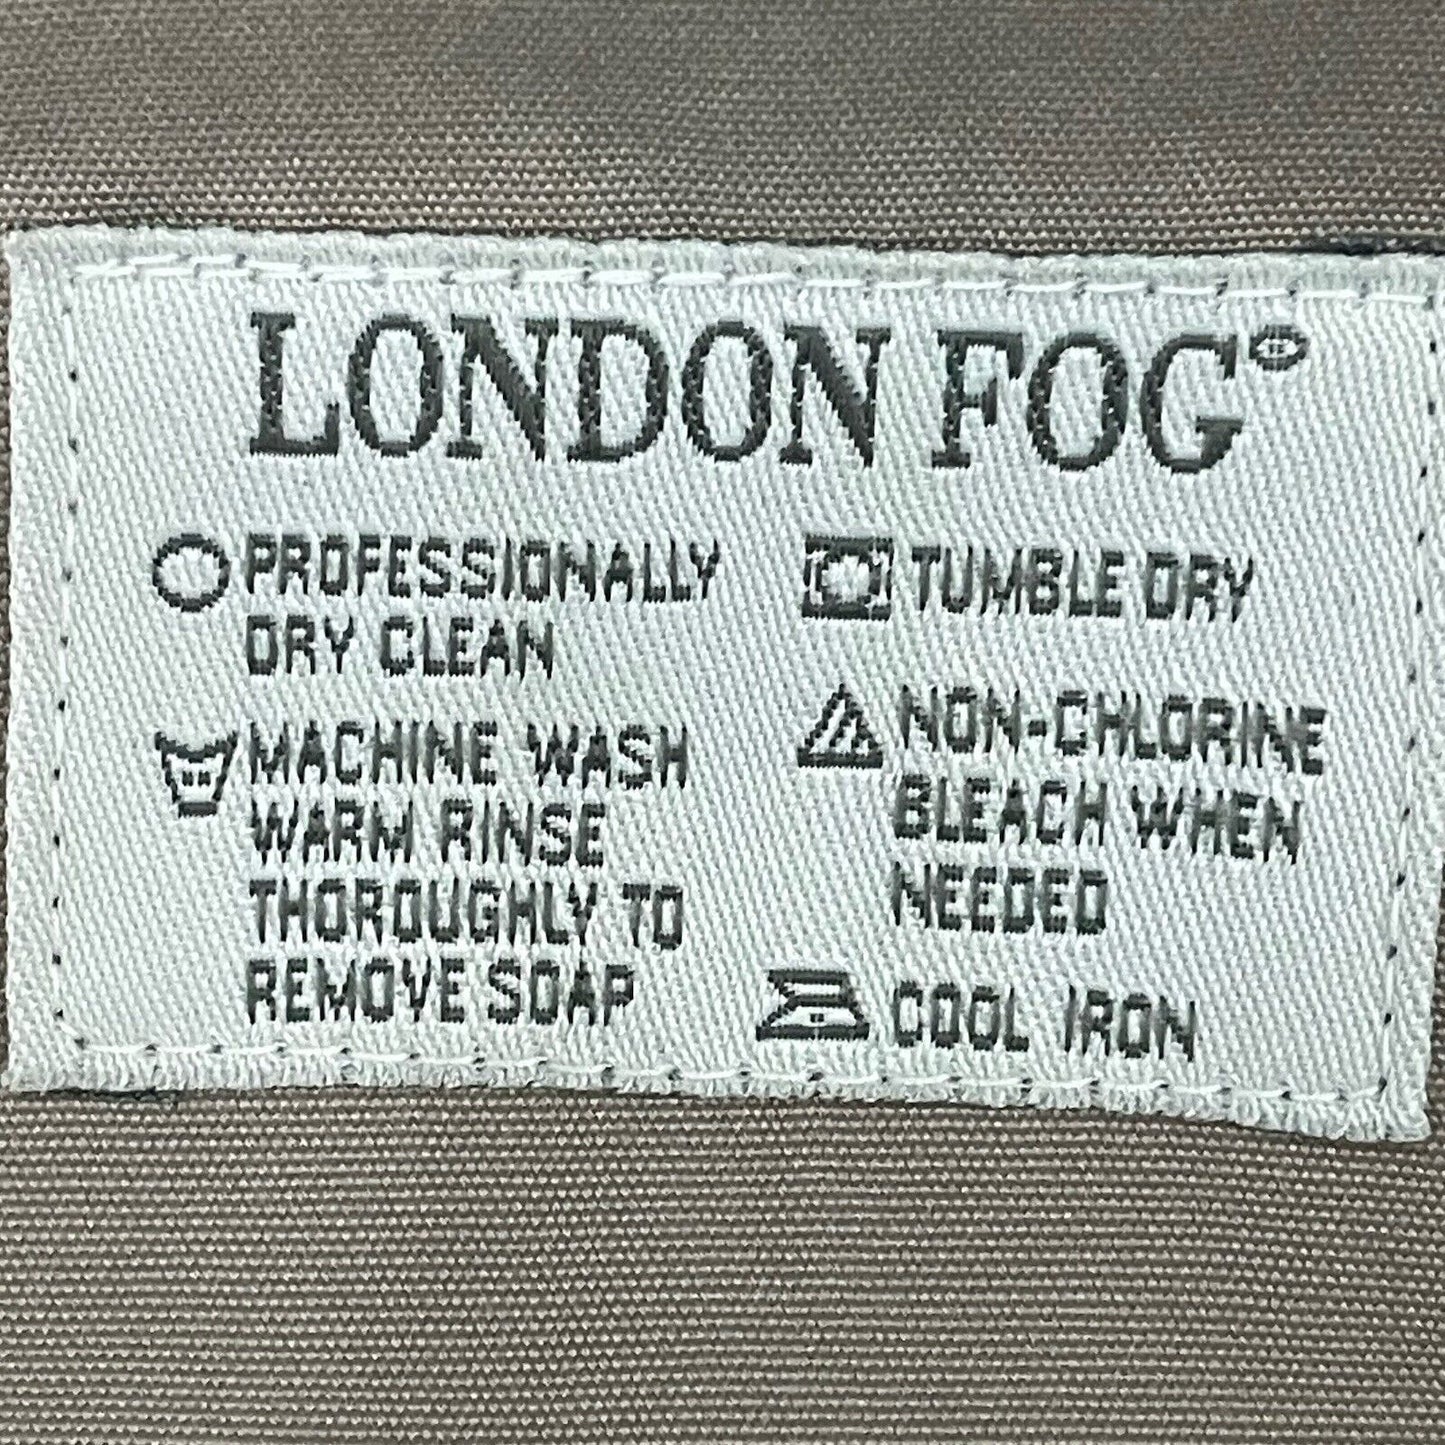 LONDON FOG®
PROFESSIONALLY
DRY CLEAN
MACHINE WASH
WARM RINSE
THOROUGHLY TO
REMOVE SOAP
TUMBLE DRY
NON-CHLORINE
BLEACH WHEN
NEEDED
COOL IRON